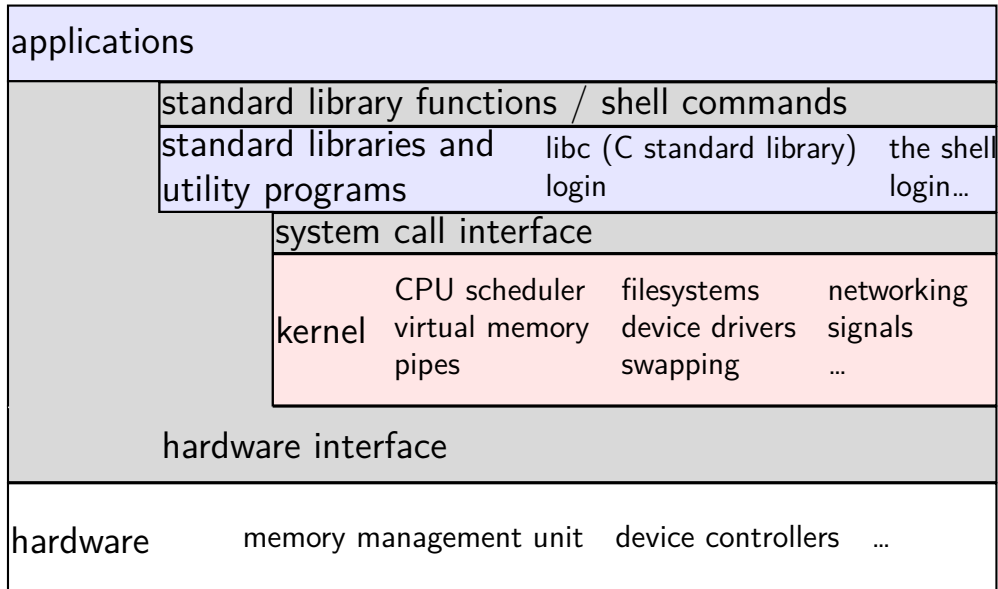 applications
standard library functions / shell commands
standard libraries and libc (C standard library) the shell
utility programs login login…
system call interface
CPU scheduler filesystems networking
kernel virtual memory device drivers signals
pipes swapping …
hardware interface
hardware memory management unit device controllers …